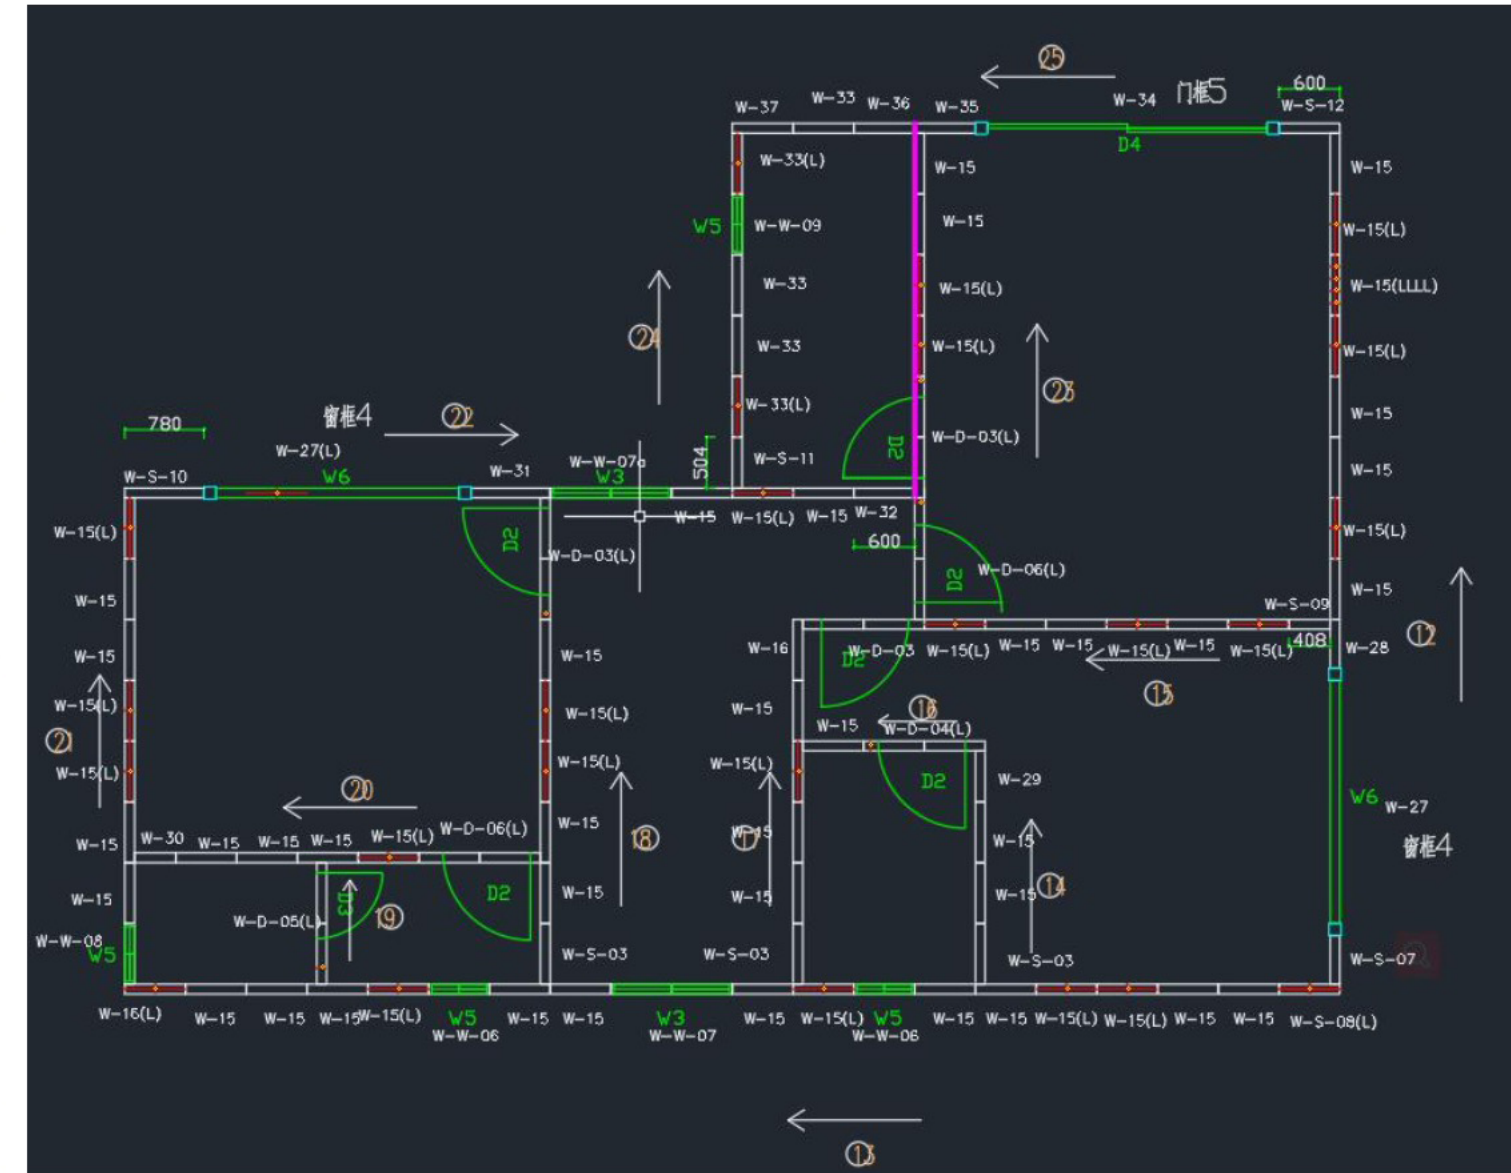 ㉕
W-37 W-33 W-36 W-35 W-34 门框5 600
W-S-12
D4
W-33(L) W-15 W-15
W5 W-W-09 W-15 W-15(L)
W-33 W-15(L) W-15(LLLL)
㉔ W-33 W-15(L) W-15(L)
㉓
780 窗框4 ㉒ W-33(L) W-15
W-27(L) D2 W-D-03(L)
W-S-10 W6 W-31 W-W-07a W3 504 W-S-11 W-15
W-15(L) D2 W-15 W-15(L) W-15 W-32 W-15(L)
600
W-D-03(L) D2 W-D-06(L) W-15
W-15 W-S-09
W-15 W-15 W-16 D2 W-D-03 W-15(L) W-15 W-15 W-15(L) W-15 W-15(L) 408 W-28 ⑫
W-15(L) W-15(L) W-15 ⑯ ⑮
W-15 W-D-04(L)
㉑ W-15(L) W-15(L) W-15(L) D2 W-29
⑳ W6 W-27
W-15 W-30 W-15 W-15 W-15 W-15(L) W-D-06(L) W-15 ⑱ ⑰ W-15 W-15 窗框4
W-15 D3 D2 W-15 W-15 W-15 ⑭
W-D-05(L) ⑲
W-W-08 W5 W-S-03 W-S-03 W-S-03 W-S-07
W-16(L) W-15 W-15 W-15 W-15(L) W5 W-15 W-15 W3 W-15 W-15(L) W5 W-15 W-15 W-15(L) W-15(L) W-15 W-15 W-S-08(L)
W-W-06 W-W-07 W-W-06
⑬